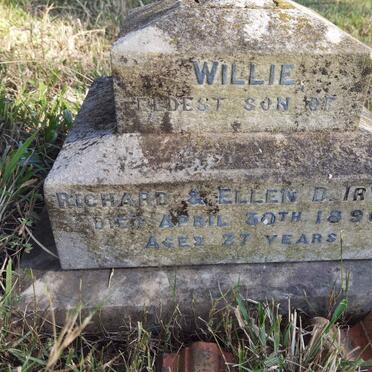 WILLIE
ELDEST SON OF
RICHARD & ELLEN D.
DIED APRIL 30TH
AGED 27 YEARS